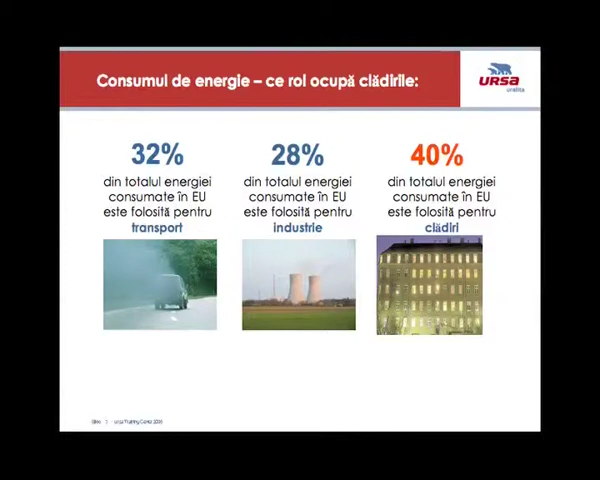 Consumul de energie – ce rol ocupă clădirile:
URSA
uralita
32%
din totalul energiei
consumate în EU
este folosită pentru
transport
28%
din totalul energiei
consumate în EU
este folosită pentru
industrie
40%
din totalul energiei
consumate în EU
este folosită pentru
clădiri